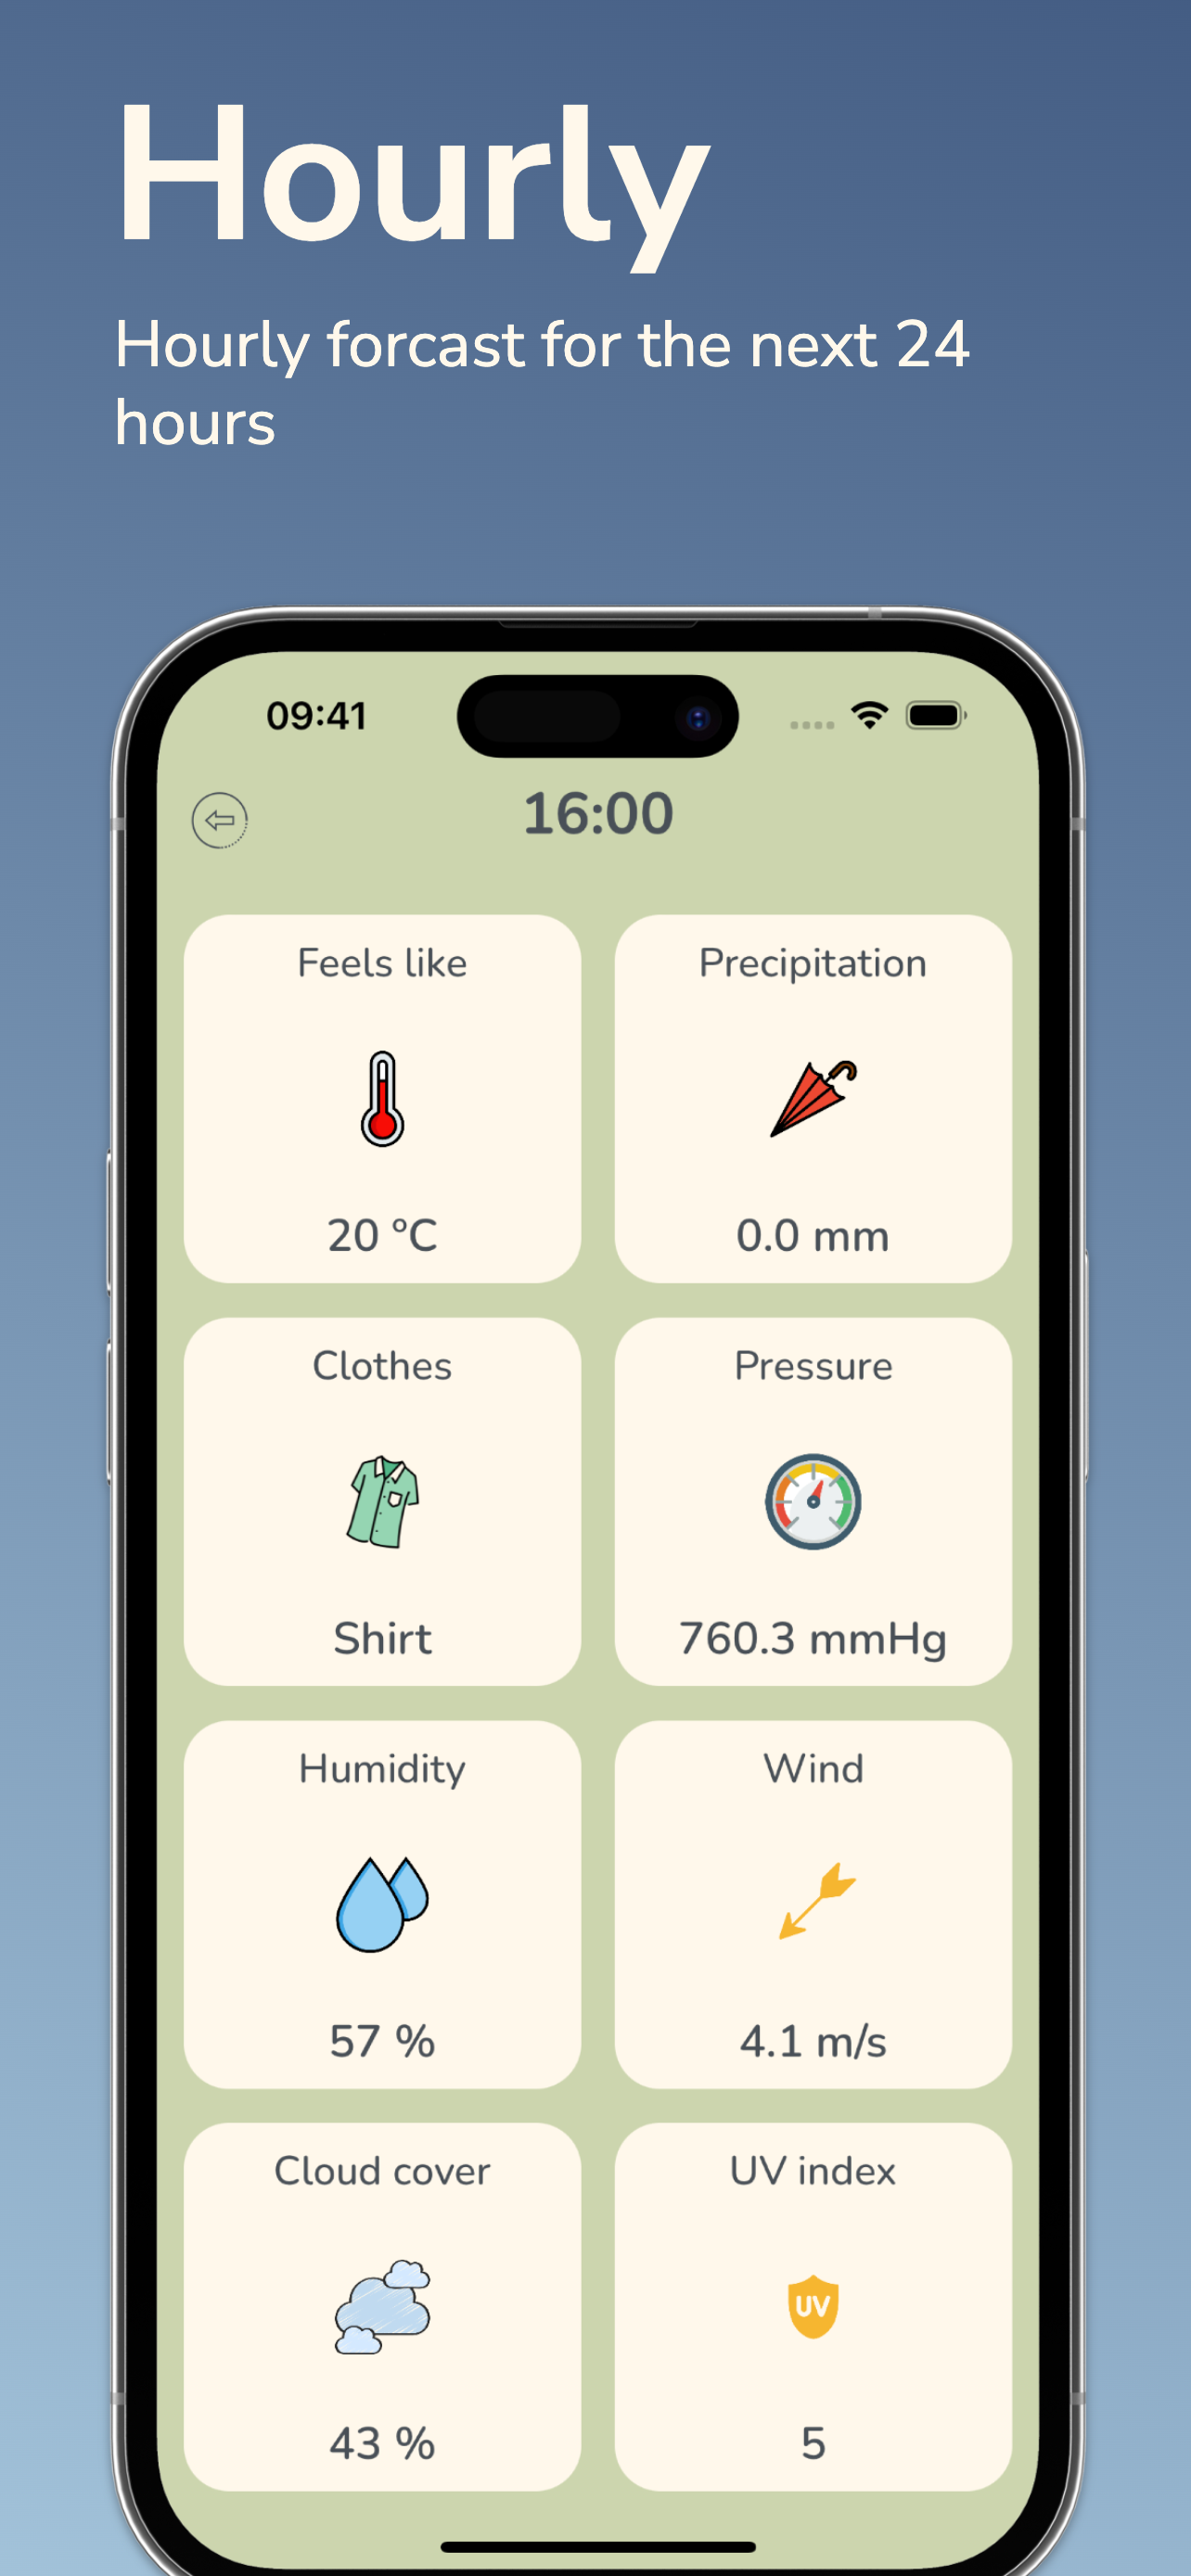 Hourly
Hourly forcast for the next 24
hours
09:41
16:00
Feels like
Precipitation
20 °C
0.0 mm
Clothes
Pressure
Shirt
760.3 mmHg
Humidity
Wind
57 %
4.1 m/s
Cloud cover
UV index
UV
43 %
5